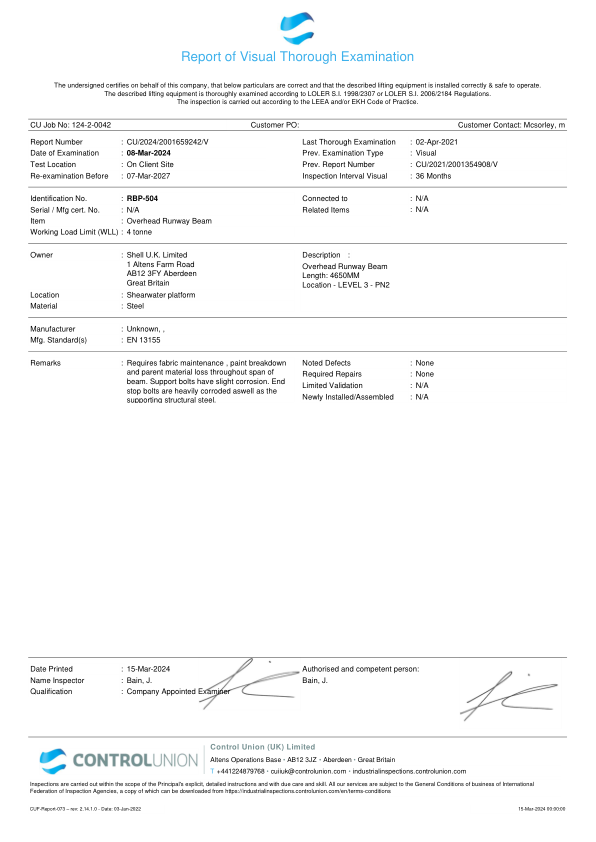 Report of Visual Thorough Examination
The undersigned certifies on behalf of this company, that below particulars are correct and that the described lifting equipment is installed correctly & safe to operate.
The described lifting equipment is thoroughly examined according to LOLER S.I. 1998/2307 or LOLER S.I. 2006/2184 Regulations.
The inspection is carried out according to the LEEA and/or EKH Code of Practice.
CU Job No: 124-2-0042 Customer PO: Customer Contact: Mcsorley, m
Report Number : CU/2024/2001659242/V Last Thorough Examination : 02-Apr-2021
Date of Examination : 08-Mar-2024 Prev. Examination Type : Visual
Test Location : On Client Site Prev. Report Number : CU/2021/2001354908/V
Re-examination Before : 07-Mar-2027 Inspection Interval Visual : 36 Months
Identification No. : RBP-504 Connected to : N/A
Serial / Mfg cert. No. : N/A Related Items : N/A
Item : Overhead Runway Beam
Working Load Limit (WLL) : 4 tonne
Owner : Shell U.K. Limited Description :
1 Altens Farm Road Overhead Runway Beam
AB12 3FY Aberdeen Length: 4650MM
Great Britain Location - LEVEL 3 - PN2
Location : Shearwater platform
Material : Steel
Manufacturer : Unknown, ,
Mfg. Standard(s) : EN 13155
Remarks : Requires fabric maintenance , paint breakdown Noted Defects : None
and parent material loss throughout span of Required Repairs : None
beam. Support bolts have slight corrosion. End Limited Validation : N/A
stop bolts are heavily corroded aswell as the Newly Installed/Assembled : N/A
supporting structural steel.
Date Printed : 15-Mar-2024 Authorised and competent person:
Name Inspector : Bain, J. Bain, J.
Qualification : Company Appointed Examiner
CONTROLUNION
Control Union (UK) Limited
Altens Operations Base · AB12 3JZ · Aberdeen · Great Britain
T +441224879768 · cuiiuk@controlunion.com · industrialinspections.controlunion.com
Inspections are carried out within the scope of the Principal's explicit, detailed instructions and with due care and skill. All our services are subject to the General Conditions of business of International
Federation of Inspection Agencies, a copy of which can be downloaded from https://industrialinspections.controlunion.com/en/terms-conditions
CUF-Report-073 – rev: 2.14.1.0 - Date: 03-Jun-2022 15-Mar-2024 00:00:00